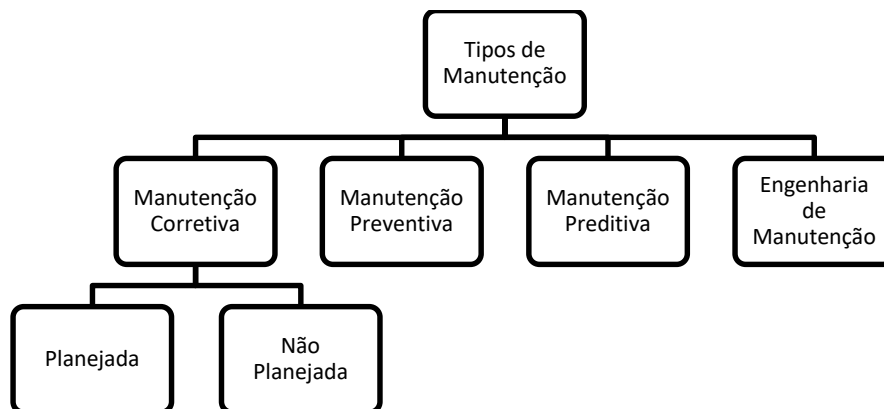 Tipos de
Manutenção
Manutenção
Corretiva
Manutenção
Preventiva
Manutenção
Preditiva
Engenharia
de
Manutenção
Planejada
Não
Planejada